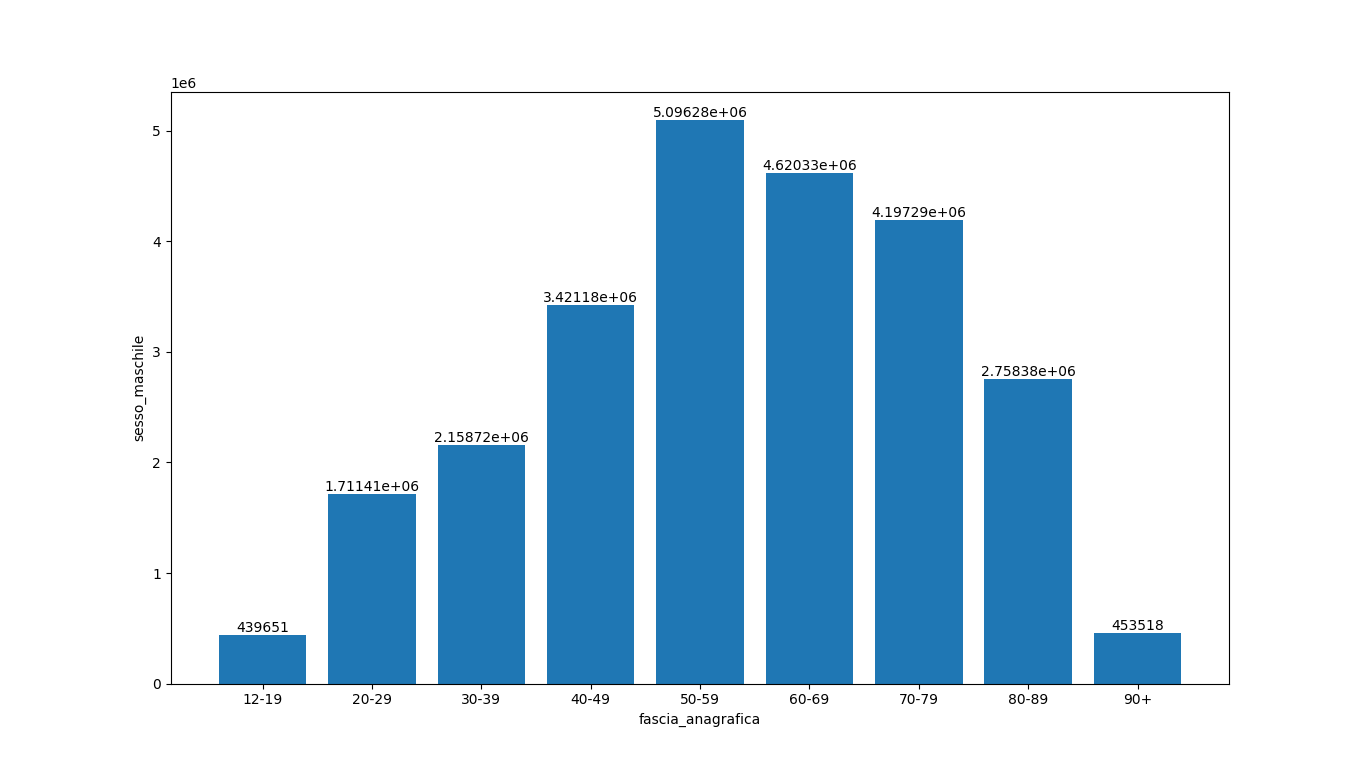 1e6
5.09628e+06
5
4.62033e+06
4.19729e+06
4
3.42118e+06
sesso_maschile
3
2.75838e+06
2.15872e+06
2
1.71141e+06
1
439651
453518
0
12-19 20-29 30-39 40-49 50-59 60-69 70-79 80-89 90+
fascia_anagrafica